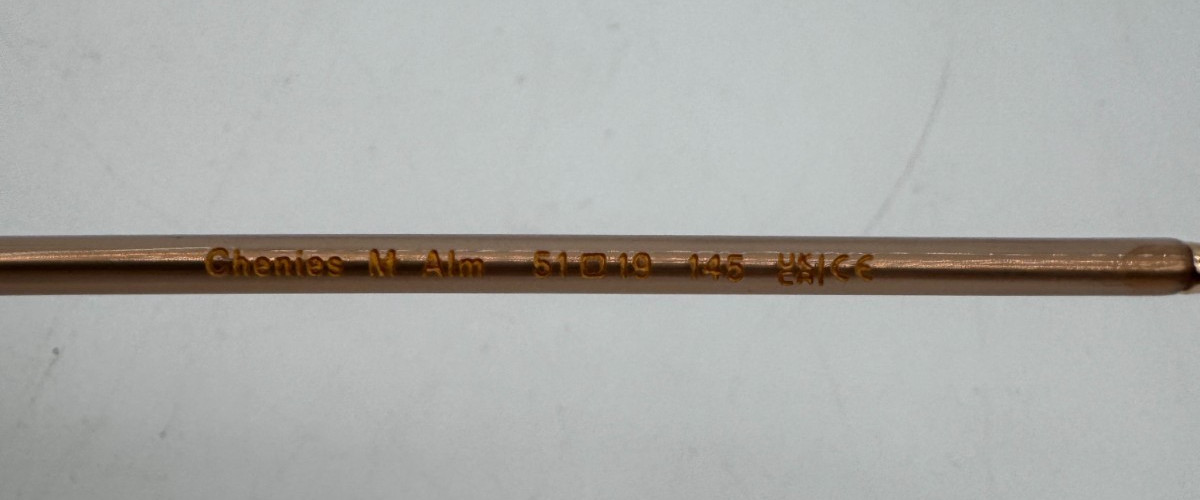 Chenies M Alm 51□19 145 UKCA CE